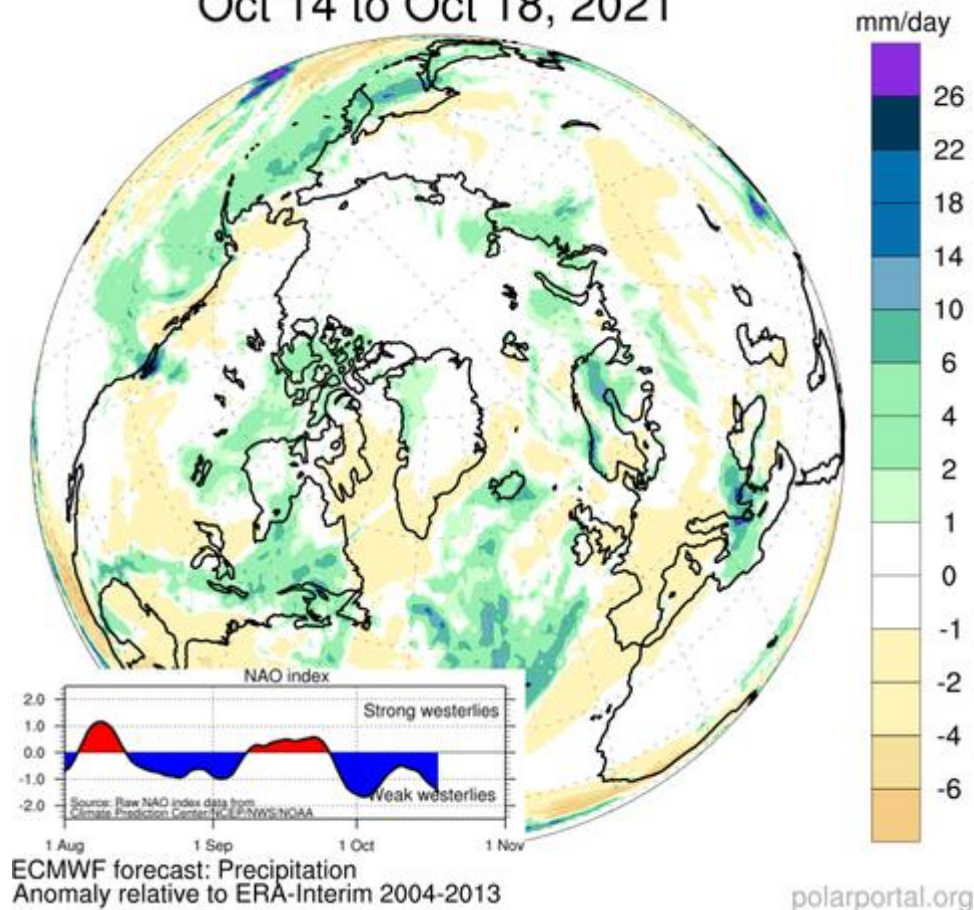 Oct 14 to Oct 18, 2021
mm/day
26
22
18
14
10
6
4
2
1
0
-1
-2
-4
-6
NAO index
2.0
1.0
0.0
-1.0
-2.0
Strong westerlies
Weak westerlies
Source: Raw NAO index data from
Climate Prediction Center/NCEP/NWS/NOAA
1 Aug
1 Sep
1 Oct
1 Nov
ECMWF forecast: Precipitation
Anomaly relative to ERA-Interim 2004-2013
polarportal.org